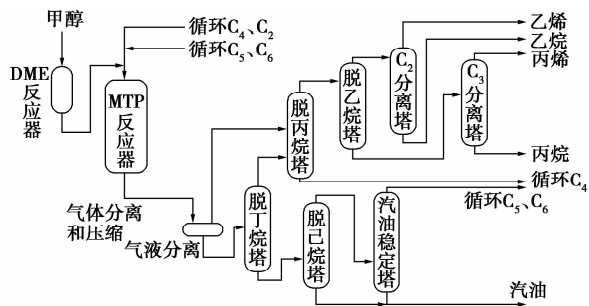 甲醇
循环C₄、C₂
循环C₅、C₆
DME
反应器
MTP
反应器
气体分离
和压缩
气液分离
脱丁烷塔
脱丙烷塔
脱乙烷塔
C₂分离塔
C₃分离塔
脱己烷塔
汽油稳定塔
乙烯
乙烷
丙烯
丙烷
循环C₄
循环
C₅、C₆
汽油